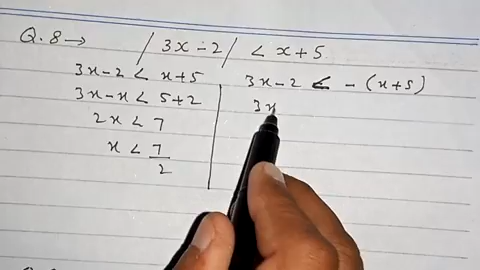 Q.8→ |3x-2| < x+5
3x-2 < x+5
3x-x < 5+2
2x < 7
x < 7/2
3x-2 < -(x+5)
3x